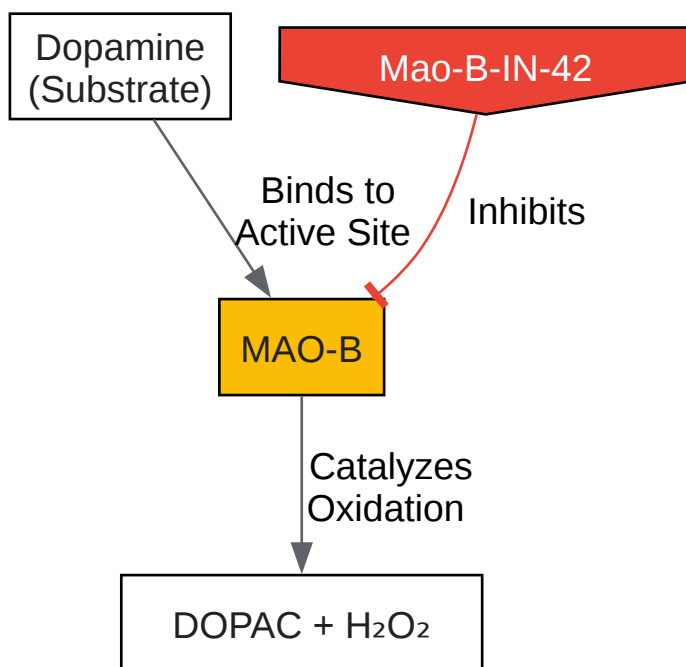 Dopamine
(Substrate)
Mao-B-IN-42
Binds to
Active Site
Inhibits
MAO-B
Catalyzes
Oxidation
DOPAC + H₂O₂